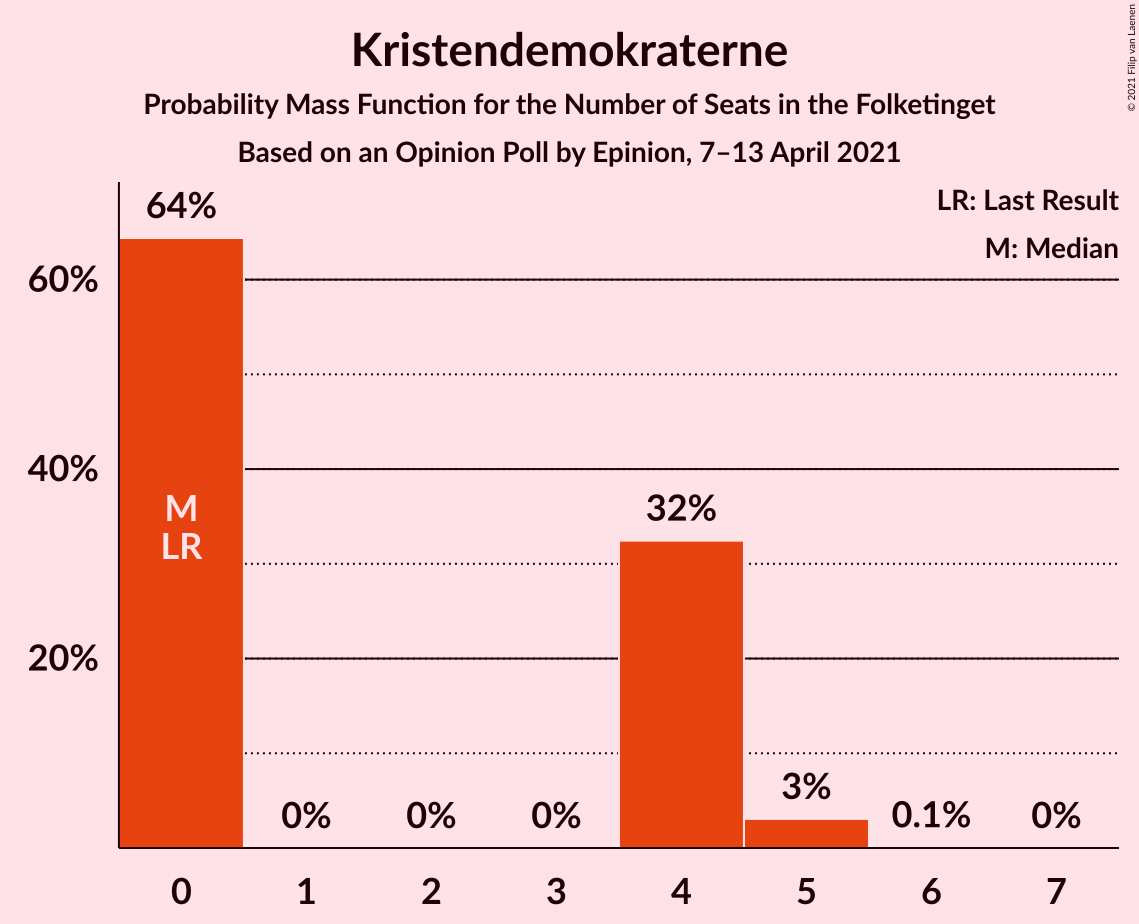 Kristendemokraterne
Probability Mass Function for the Number of Seats in the Folketinget
Based on an Opinion Poll by Epinion, 7–13 April 2021
© 2021 Filip van Laenen
LR: Last Result
M: Median
64%
60%
40%
20%
M
LR
0%
0%
0%
32%
3%
0.1%
0%
0 1 2 3 4 5 6 7